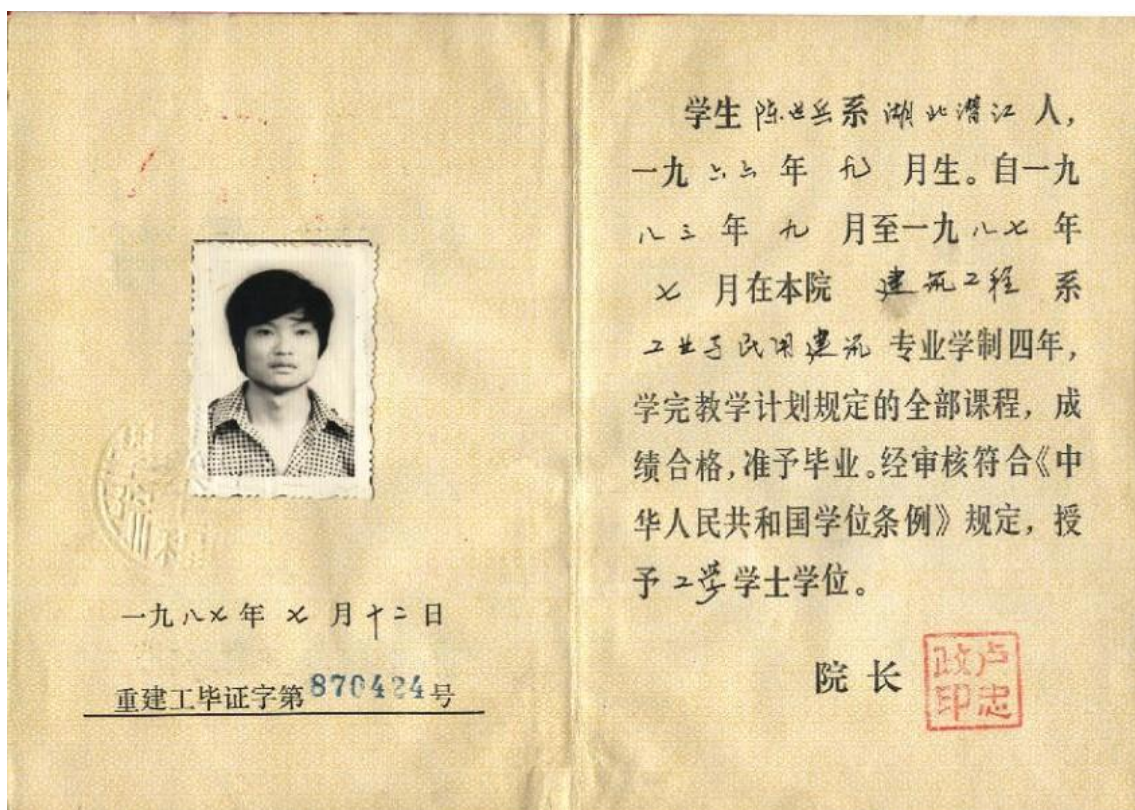 一九八七年 七 月十二日
重建工毕证字第870424号
学生 陈世兵系 湖北潜江 人，
一九六六 年 九 月生。自一九
八三 年 九 月至一九八七 年
七 月在本院 建筑工程 系
工业与民用建筑 专业学制四年，
学完教学计划规定的全部课程，成
绩合格，准予毕业。经审核符合《中
华人民共和国学位条例》规定，授
予 工学 学士学位。
院 长
卢忠政印